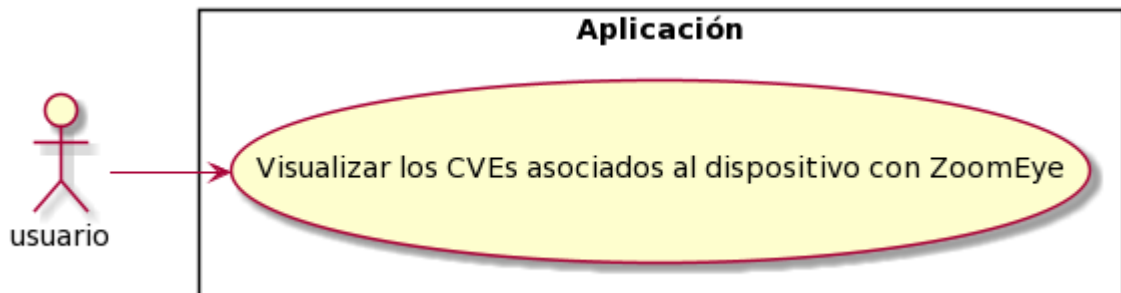 Aplicación
Visualizar los CVEs asociados al dispositivo con ZoomEye
usuario